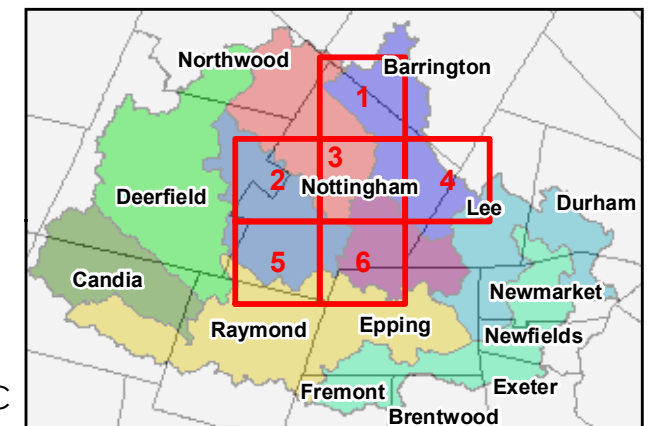 Northwood
Barrington
1
3
2
4
Nottingham
Deerfield
Lee
Durham
5
6
Candia
Newmarket
Raymond
Epping
Newfields
Fremont
Exeter
C
Brentwood